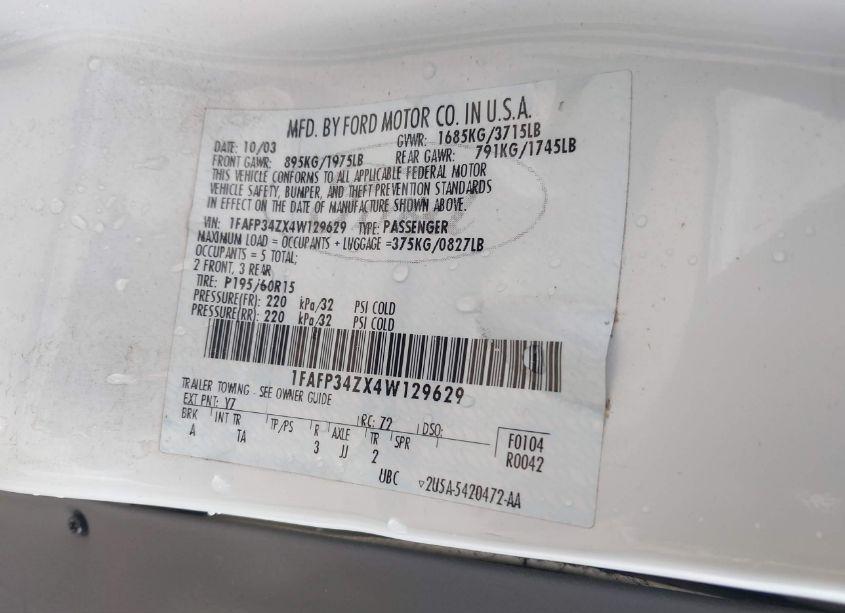 MFD. BY FORD MOTOR CO. IN U.S.A.
DATE: 10/03 GVWR: 1685KG/3715LB
FRONT GAWR: 895KG/1975LB REAR GAWR: 791KG/1745LB
THIS VEHICLE CONFORMS TO ALL APPLICABLE FEDERAL MOTOR
VEHICLE SAFETY, BUMPER, AND THEFT PREVENTION STANDARDS
IN EFFECT ON THE DATE OF MANUFACTURE SHOWN ABOVE.
VIN: 1FAFP34ZX4W129629 TYPE: PASSENGER
MAXIMUM LOAD = OCCUPANTS + LUGGAGE =375KG/0827LB
OCCUPANTS = 5 TOTAL;
2 FRONT, 3 REAR
TIRE: P195/60R15
PRESSURE(FR): 220 kPa/32 PSI COLD
PRESSURE(RR): 220 kPa/32 PSI COLD
1FAFP34ZX4W129629
TRAILER TOWING - SEE OWNER GUIDE
EXT PNT: Y7 RC: 72 DSO:
BRK INT TR TP/PS R AXLE TR SPR F0104
A TA 3 JJ 2 R0042
UBC ▽2U5A-5420472-AA